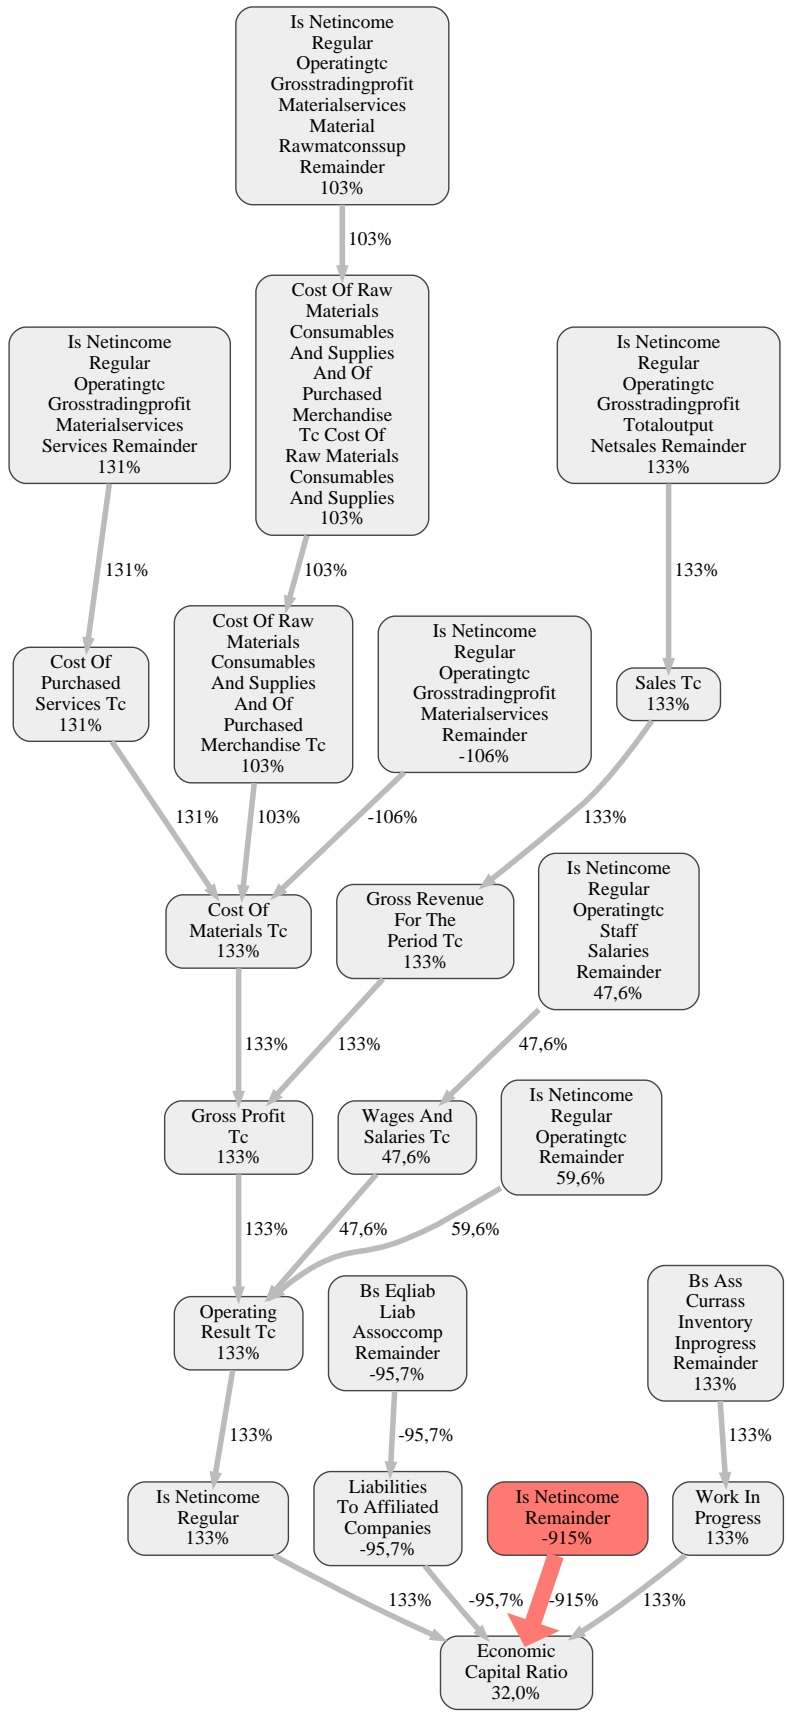 Is Netincome
Regular
Operatingtc
Grosstradingprofit
Materialservices
Material
Rawmatconssup
Remainder
103%
103%
Cost Of Raw
Materials
Consumables
And Supplies
And Of
Purchased
Merchandise
Tc Cost Of
Raw Materials
Consumables
And Supplies
103%
Is Netincome
Regular
Operatingtc
Grosstradingprofit
Materialservices
Services Remainder
131%
Is Netincome
Regular
Operatingtc
Grosstradingprofit
Totaloutput
Netsales Remainder
133%
131%
103%
133%
Cost Of
Purchased
Services Tc
131%
Cost Of Raw
Materials
Consumables
And Supplies
And Of
Purchased
Merchandise Tc
103%
Is Netincome
Regular
Operatingtc
Grosstradingprofit
Materialservices
Remainder
-106%
Sales Tc
133%
131%
103%
-106%
133%
Cost Of
Materials Tc
133%
Gross Revenue
For The
Period Tc
133%
Is Netincome
Regular
Operatingtc
Staff
Salaries
Remainder
47,6%
133%
133%
47,6%
Gross Profit
Tc
133%
Wages And
Salaries Tc
47,6%
Is Netincome
Regular
Operatingtc
Remainder
59,6%
133%
47,6%
59,6%
Operating
Result Tc
133%
Bs Eqliab
Liab
Assoccomp
Remainder
-95,7%
Bs Ass
Currass
Inventory
Inprogress
Remainder
133%
133%
-95,7%
133%
Is Netincome
Regular
133%
Liabilities
To Affiliated
Companies
-95,7%
Is Netincome
Remainder
-915%
Work In
Progress
133%
133%
-95,7%
-915%
133%
Economic
Capital Ratio
32,0%